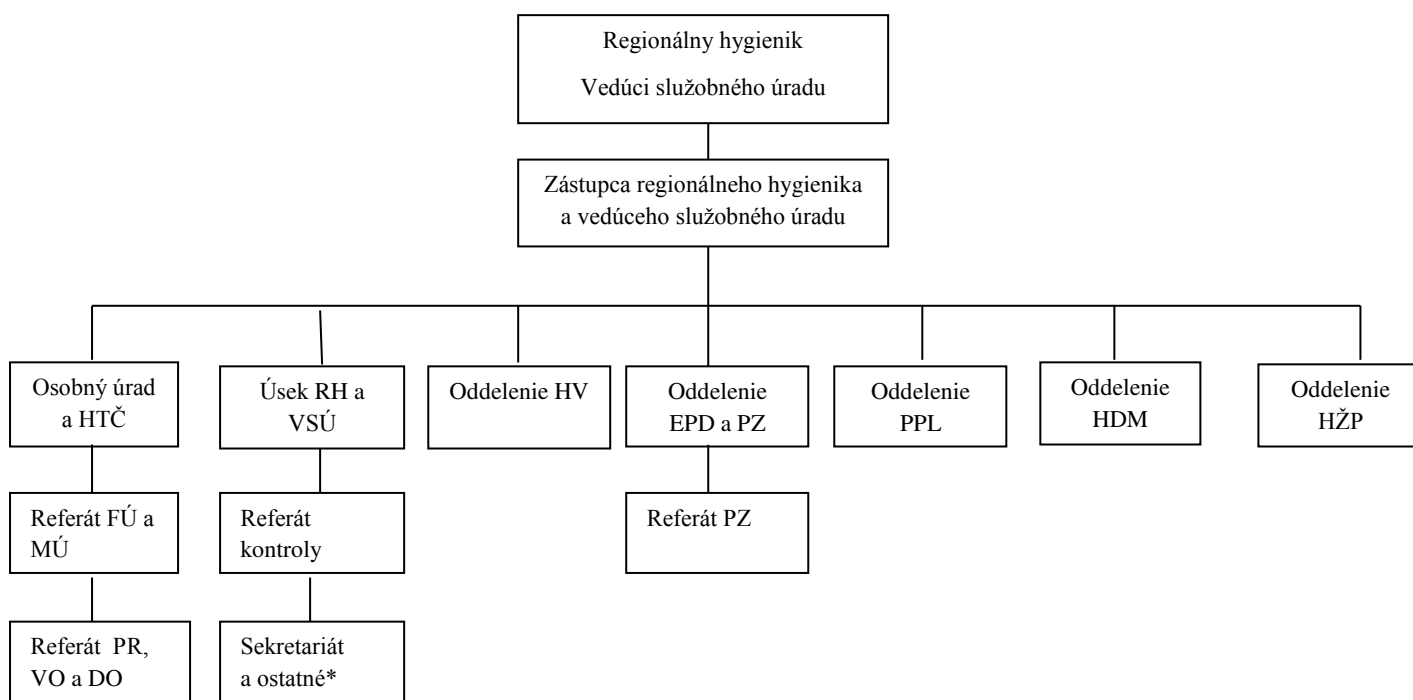 Regionálny hygienik
Vedúci služobného úradu
Zástupca regionálneho hygienika
a vedúceho služobného úradu
Osobný úrad
a HTČ
Úsek RH a
VSÚ
Oddelenie HV
Oddelenie
EPD a PZ
Oddelenie
PPL
Oddelenie
HDM
Oddelenie
HŽP
Referát FÚ a
MÚ
Referát
kontroly
Referát PZ
Referát PR,
VO a DO
Sekretariát
a ostatné*